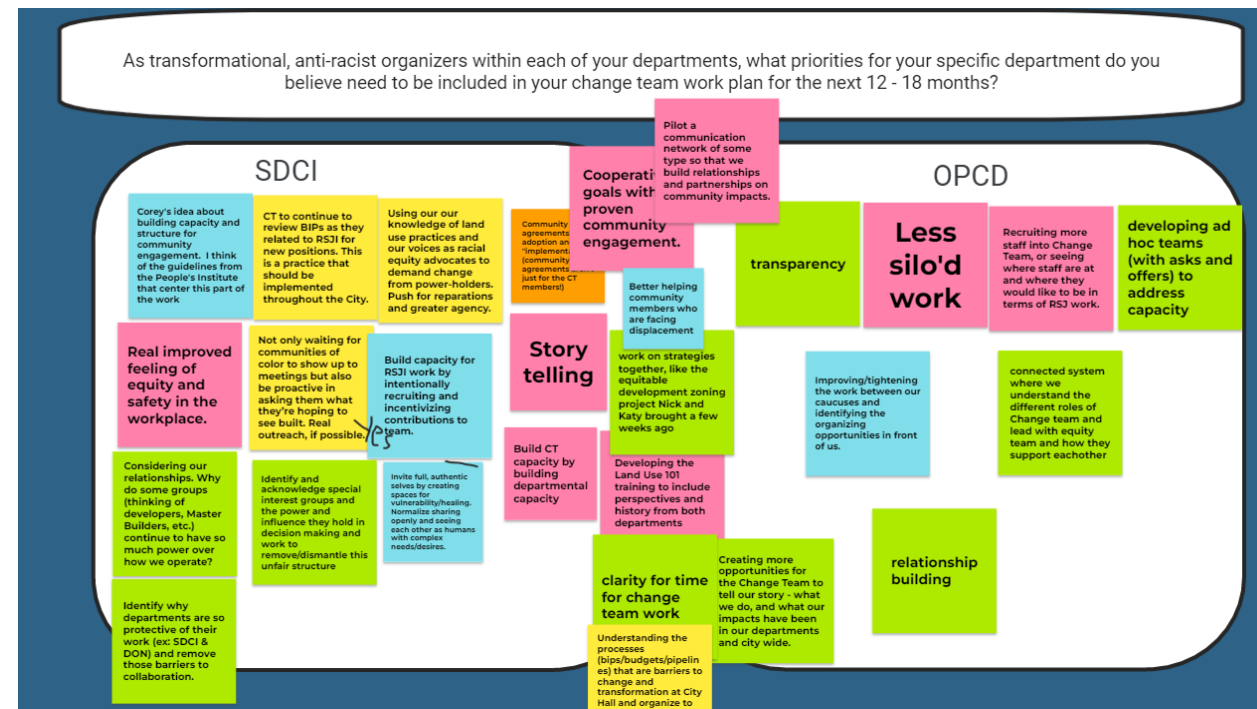 As transformational, anti-racist organizers within each of your departments, what priorities for your specific department do you
believe need to be included in your change team work plan for the next 12 - 18 months?
SDCI
Corey's idea about
building capacity and
structure for
community
engagement. I think
of the guidelines from
the People's Institute
that center this part of
the work
CT to continue to
review BIPs as they
related to RSJI for
new positions. This
is a practice that
should be
implemented
throughout the City.
Using our our
knowledge of land
use practices and
our voices as racial
equity advocates to
demand change
from power-holders.
Push for reparations
and greater agency.
Real improved
feeling of
equity and
safety in the
workplace.
Not only waiting for
communities of
color to show up to
meetings but also
be proactive in
asking them what
they're hoping to
see built. Real
outreach, if possible.
yes
Build capacity for
RSJI work by
intentionally
recruiting and
incentivizing
contributions to
team.
Considering our
relationships. Why
do some groups
(thinking of
developers, Master
Builders, etc.)
continue to have so
much power over
how we operate?
Identify and
acknowledge special
interest groups and
the power and
influence they hold in
decision making and
work to
remove/dismantle this
unfair structure
Invite full, authentic
selves by creating
spaces for
vulnerability/healing.
Normalize sharing
openly and seeing
each other as humans
with complex
needs/desires.
Identify why
departments are so
protective of their
work (ex: SDCI &
DON) and remove
those barriers to
collaboration.
Community
agreements
adoption an
"implement
(community
agreements
just for the CT
members!)
Cooperati
goals with
proven
community
engagement.
Pilot a
communication
network of some
type so that we
build relationships
and partnerships on
community impacts.
Better helping
community
members who
are facing
displacement
Story
telling
work on strategies
together, like the
equitable
development zoning
project Nick and
Katy brought a few
weeks ago
Build CT
capacity by
building
departmental
capacity
Developing the
Land Use 101
training to include
perspectives and
history from both
departments
clarity for time
for change
team work
Creating more
opportunities for
the Change Team to
tell our story - what
we do, and what our
impacts have been
in our departments
and city wide.
Understanding the
processes
(bips/budgets/pipelin
es) that are barriers to
change and
transformation at City
Hall and organize to
OPCD
transparency
Less
silo'd
work
Recruiting more
staff into Change
Team, or seeing
where staff are at
and where they
would like to be in
terms of RSJ work.
developing ad
hoc teams
(with asks and
offers) to
address
capacity
Improving/tightening
the work between our
caucuses and
identifying the
organizing
opportunities in front
of us.
connected system
where we
understand the
different roles of
Change team and
lead with equity
team and how they
support eachother
relationship
building